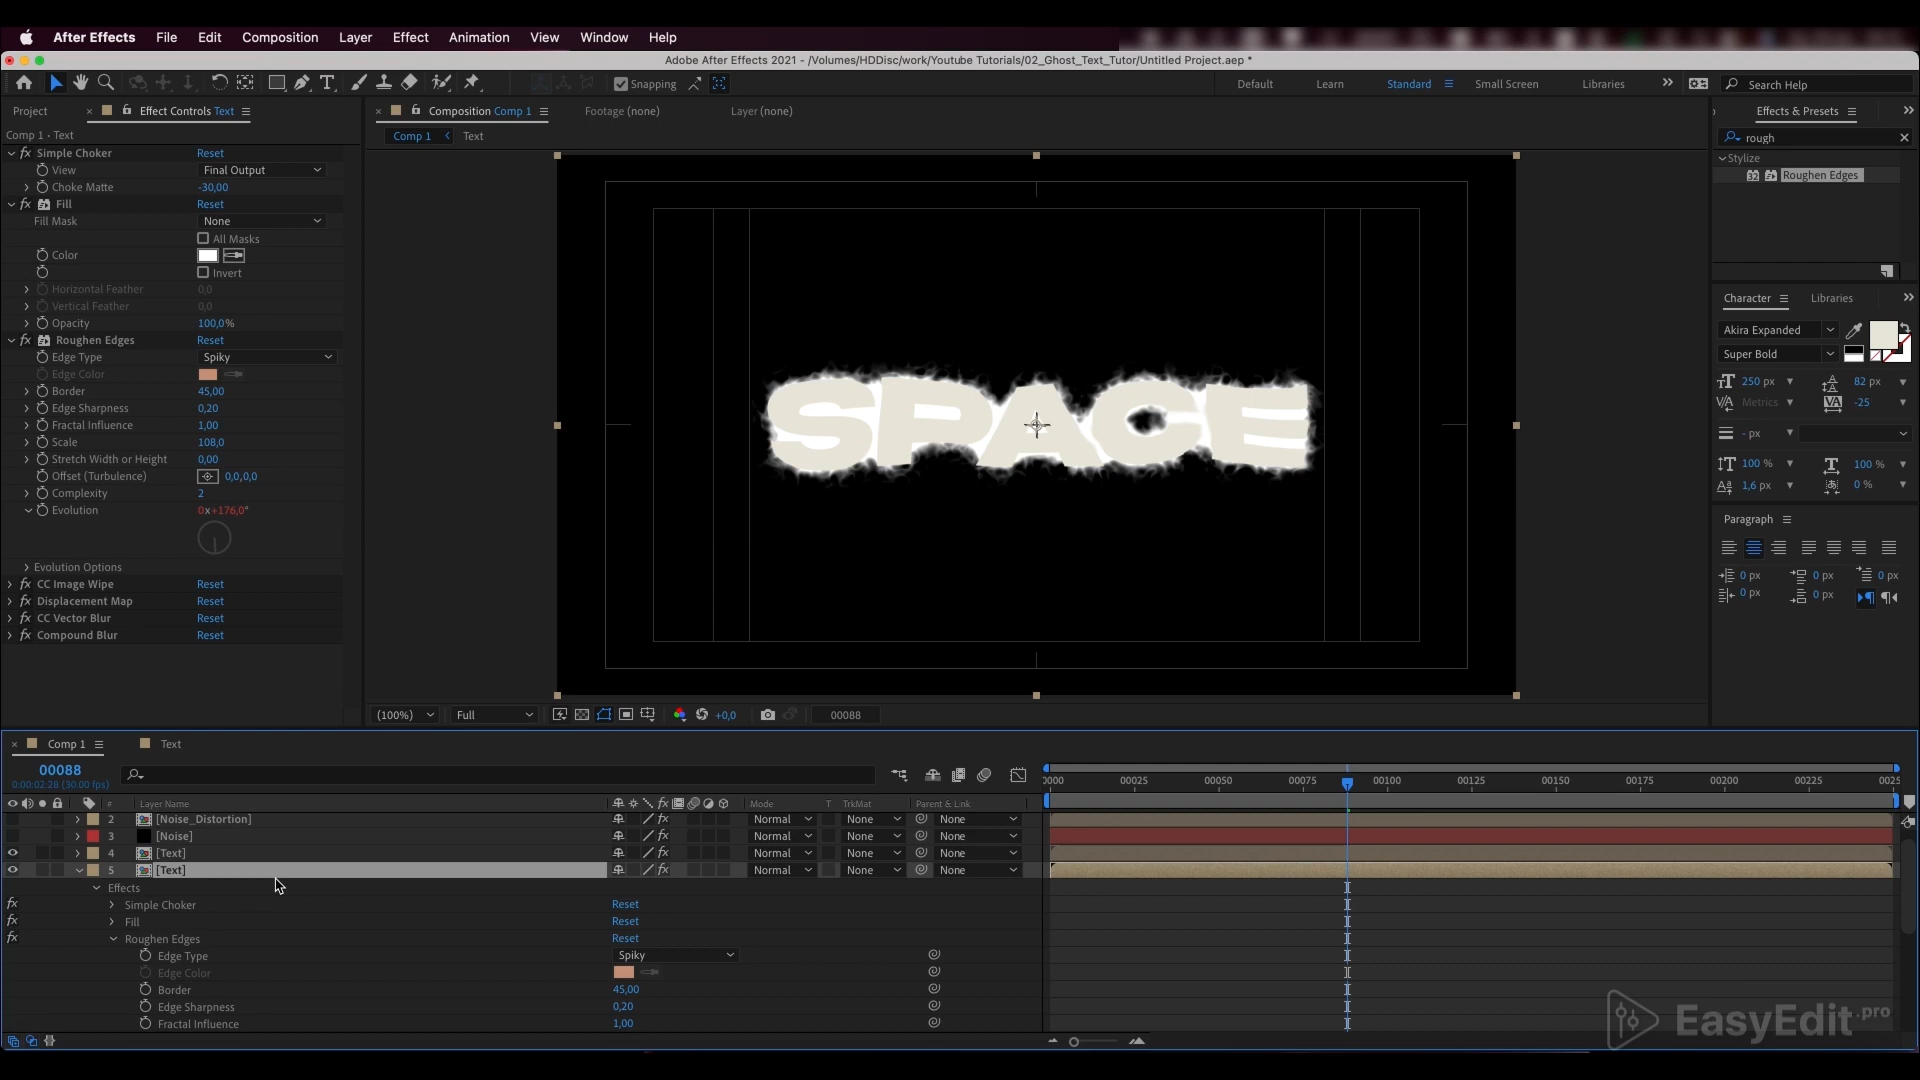 After Effects File Edit Composition Layer Effect Animation View Window Help
Adobe After Effects 2021 - /Volumes/HDDisc/work/Youtube Tutorials/02_Ghost_Text_Tutor/Untitled Project.aep *
Snapping
Default Learn Standard Small Screen Libraries Search Help
Project Effect Controls Text
Composition Comp 1 Footage (none) Layer (none)
Effects & Presets
Comp 1 • Text
Comp 1 Text
rough
Stylize
Roughen Edges
Simple Choker Reset
View Final Output
Choke Matte -30,00
Fill Reset
Fill Mask None
All Masks
Color
Invert
Horizontal Feather 0,0
Vertical Feather 0,0
Opacity 100,0%
Roughen Edges Reset
Edge Type Spiky
Edge Color
Border 45,00
Edge Sharpness 0,20
Fractal Influence 1,00
Scale 108,0
Stretch Width or Height 0,00
Offset (Turbulence) 0,0,0,0
Complexity 2
Evolution 0x+176,0°
Evolution Options
CC Image Wipe Reset
Displacement Map Reset
CC Vector Blur Reset
Compound Blur Reset
SPACE
(100%) Full +0,0 00088
Character Libraries
Akira Expanded
Super Bold
250 px 82 px
Metrics -25
- px
100 % 100 %
1,6 px 0 %
Paragraph
0 px 0 px 0 px
0 px 0 px
Comp 1 Text
00088
0:00:02:28 (30.00 fps)
0000 00025 00050 00075 00100 00125 00150 00175 00200 00225 0025
# Layer Name Mode T TrkMat Parent & Link
2 [Noise_Distortion] Normal None None
3 [Noise] Normal None None
4 [Text] Normal None None
5 [Text] Normal None None
Effects
Simple Choker Reset
Fill Reset
Roughen Edges Reset
Edge Type Spiky
Edge Color
Border 45,00
Edge Sharpness 0,20
Fractal Influence 1,00
EasyEdit.pro